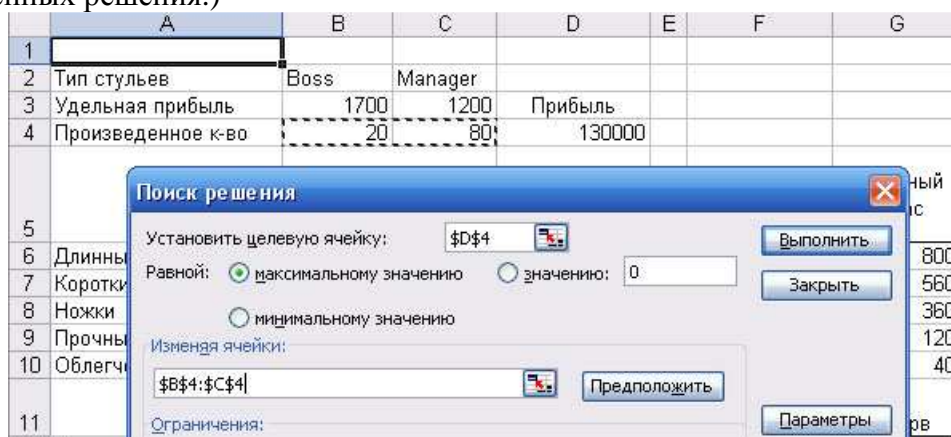 решения.)
A B C D E F G
1
2 Тип стульев Boss Manager
3 Удельная прибыль 1700 1200 Прибыль
4 Произведенное к-во 20 80 130000
Поиск решения
5
Установить целевую ячейку: $D$4 Выполнить
6 800
Равной: максимальному значению значению: 0 Закрыть
7 560
8 Ножки минимальному значению 360
9 120
Изменяя ячейки:
10 40
$B$4:$C$4 Предположить
11 Ограничения: Параметры